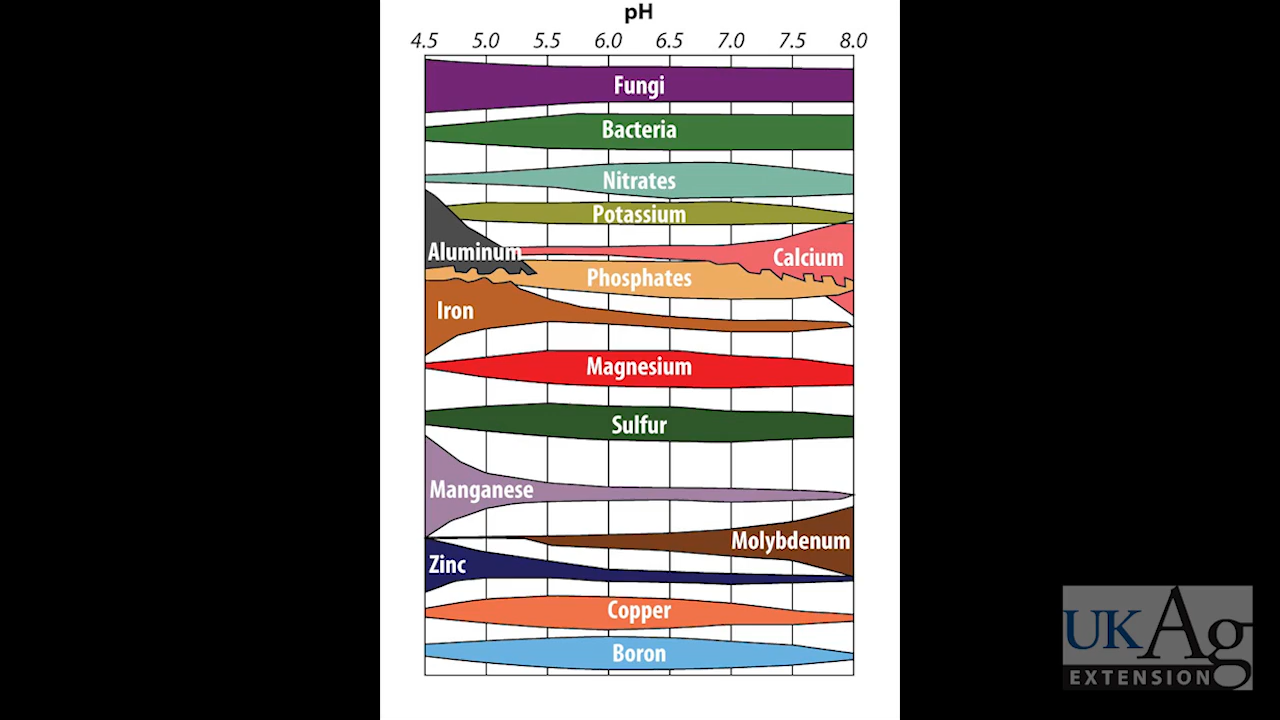 pH
4.5 5.0 5.5 6.0 6.5 7.0 7.5 8.0
Fungi
Bacteria
Nitrates
Potassium
Aluminum
Calcium
Phosphates
Iron
Magnesium
Sulfur
Manganese
Molybdenum
Zinc
Copper
Boron
UKAg
EXTENSION